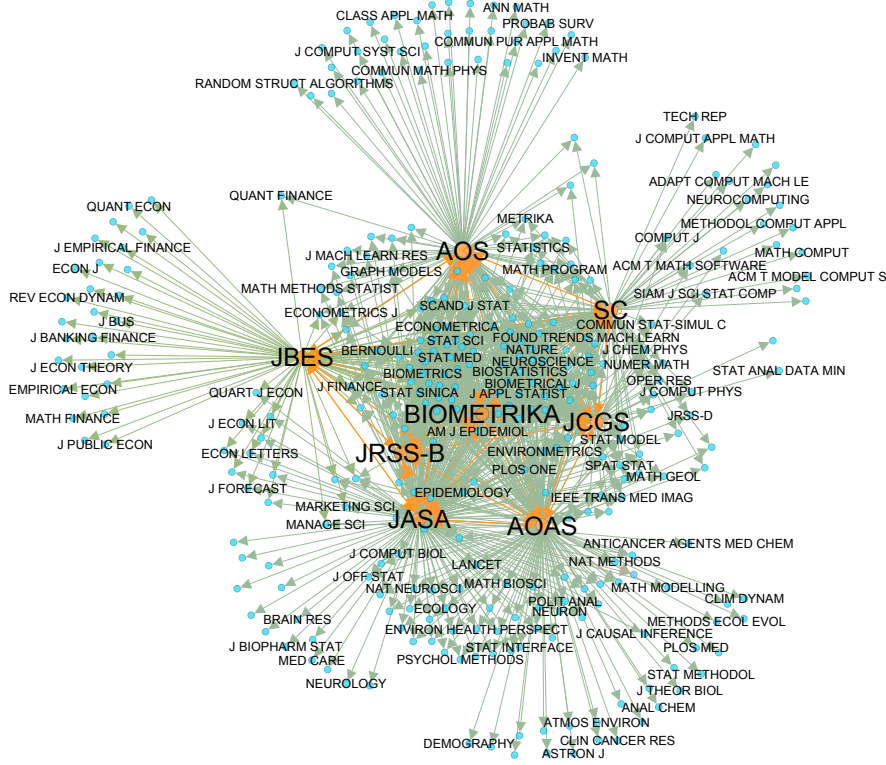 ANN MATH
CLASS APPL MATH
PROBAB SURV
COMMUN PUR APPL MATH
J COMPUT SYST SCI
INVENT MATH
COMMUN MATH PHYS
RANDOM STRUCT ALGORITHMS
TECH REP
J COMPUT APPL MATH
ADAPT COMPUT MACH LE
QUANT FINANCE
NEUROCOMPUTING
QUANT ECON
METRIKA
METHODOL COMPUT APPL
COMPUT J
J EMPIRICAL FINANCE
AOS
STATISTICS
MATH COMPUT
J MACH LEARN RES
ACM T MATH SOFTWARE
ECON J
GRAPH MODELS
MATH PROGRAM
ACM T MODEL COMPUT S
MATH METHODS STATIST
SIAM J SCI STAT COMP
REV ECON DYNAM
SCAND J STAT
SC
ECONOMETRICS J
J BUS
ECONOMETRICA
COMMUN STAT-SIMUL C
J BANKING FINANCE
STAT SCI
FOUND TRENDS MACH LEARN
BERNOULLI
NATURE
J CHEM PHYS
JBES
STAT MED
NEUROSCIENCE
NUMER MATH
J ECON THEORY
BIOMETRICS
BIOSTATISTICS
STAT ANAL DATA MIN
OPER RES
EMPIRICAL ECON
J FINANCE
BIOMETRICAL J
QUART J ECON
STAT SINICA
J APPL STATIST
J COMPUT PHYS
MATH FINANCE
BIOMETRIKA
JCGS
JRSS-D
J ECON LIT
AM J EPIDEMIOL
J PUBLIC ECON
STAT MODEL
ECON LETTERS
JRSS-B
ENVIRONMETRICS
SPAT STAT
PLOS ONE
MATH GEOL
J FORECAST
EPIDEMIOLOGY
IEEE TRANS MED IMAG
MARKETING SCI
JASA
AOAS
MANAGE SCI
ANTICANCER AGENTS MED CHEM
J COMPUT BIOL
LANCET
NAT METHODS
J OFF STAT
NAT NEUROSCI
MATH BIOSCI
MATH MODELLING
POLIT ANAL
CLIM DYNAM
ECOLOGY
NEURON
BRAIN RES
METHODS ECOL EVOL
ENVIRON HEALTH PERSPECT
J CAUSAL INFERENCE
J BIOPHARM STAT
STAT INTERFACE
PLOS MED
MED CARE
PSYCHOL METHODS
STAT METHODOL
NEUROLOGY
J THEOR BIOL
ANAL CHEM
ATMOS ENVIRON
DEMOGRAPHY
CLIN CANCER RES
ASTRON J